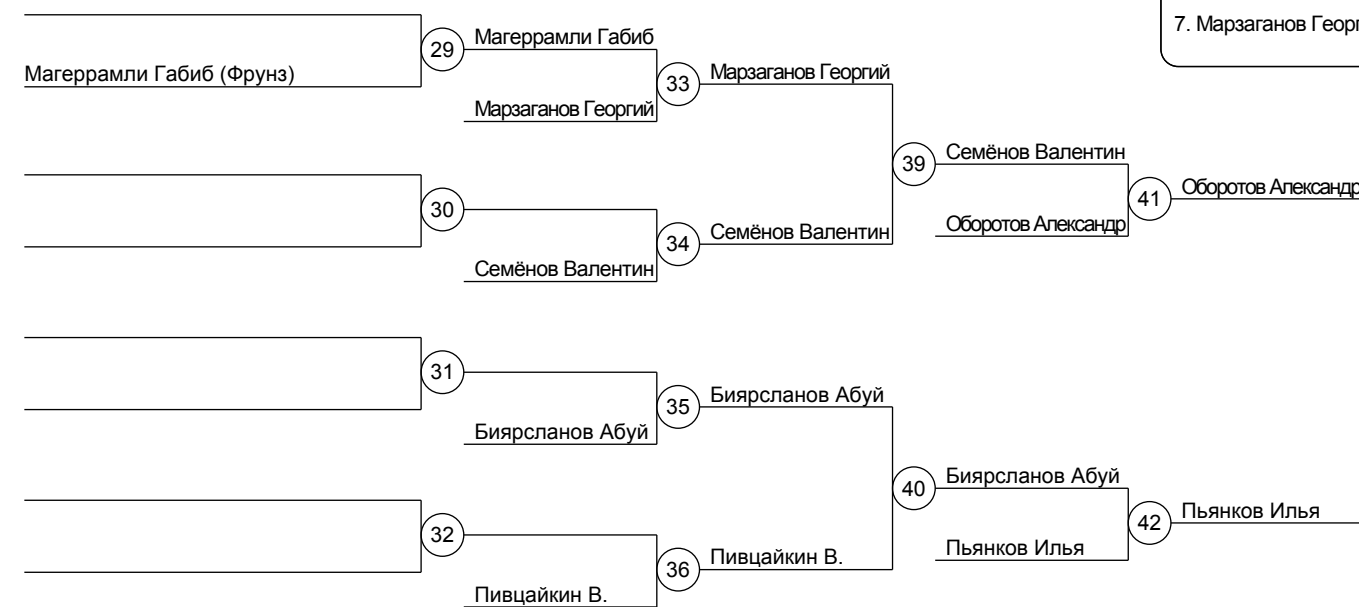 7. Марзаганов Георг
29
Магеррамли Габиб
Магеррамли Габиб (Фрунз)
33
Марзаганов Георгий
Марзаганов Георгий
39
Семёнов Валентин
30
41
Оборотов Александр
34
Семёнов Валентин
Оборотов Александр
Семёнов Валентин
31
35
Биярсланов Абуй
Биярсланов Абуй
40
Биярсланов Абуй
32
42
Пьянков Илья
36
Пивцайкин В.
Пьянков Илья
Пивцайкин В.